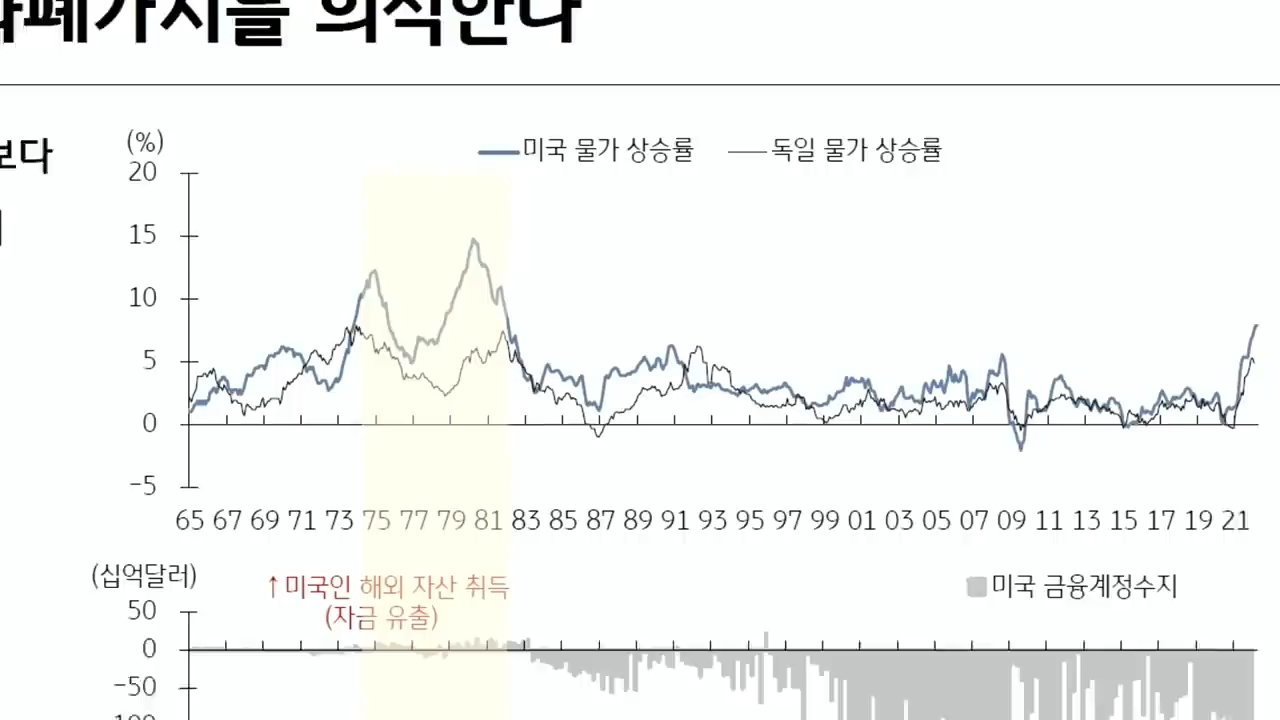 화폐가치를 의식한다
보다
(%)
미국 물가 상승률 독일 물가 상승률
20
15
10
5
0
-5
65 67 69 71 73 75 77 79 81 83 85 87 89 91 93 95 97 99 01 03 05 07 09 11 13 15 17 19 21
(십억달러)
↑미국인 해외 자산 취득
(자금 유출)
미국 금융계정수지
50
0
-50